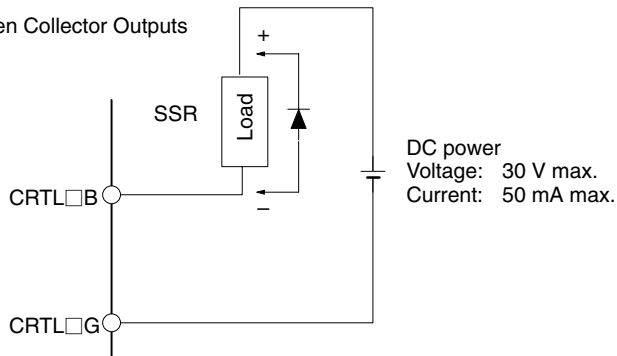 en Collector Outputs
+
SSR
Load
DC power
Voltage: 30 V max.
Current: 50 mA max.
CRTL□B
–
CRTL□G